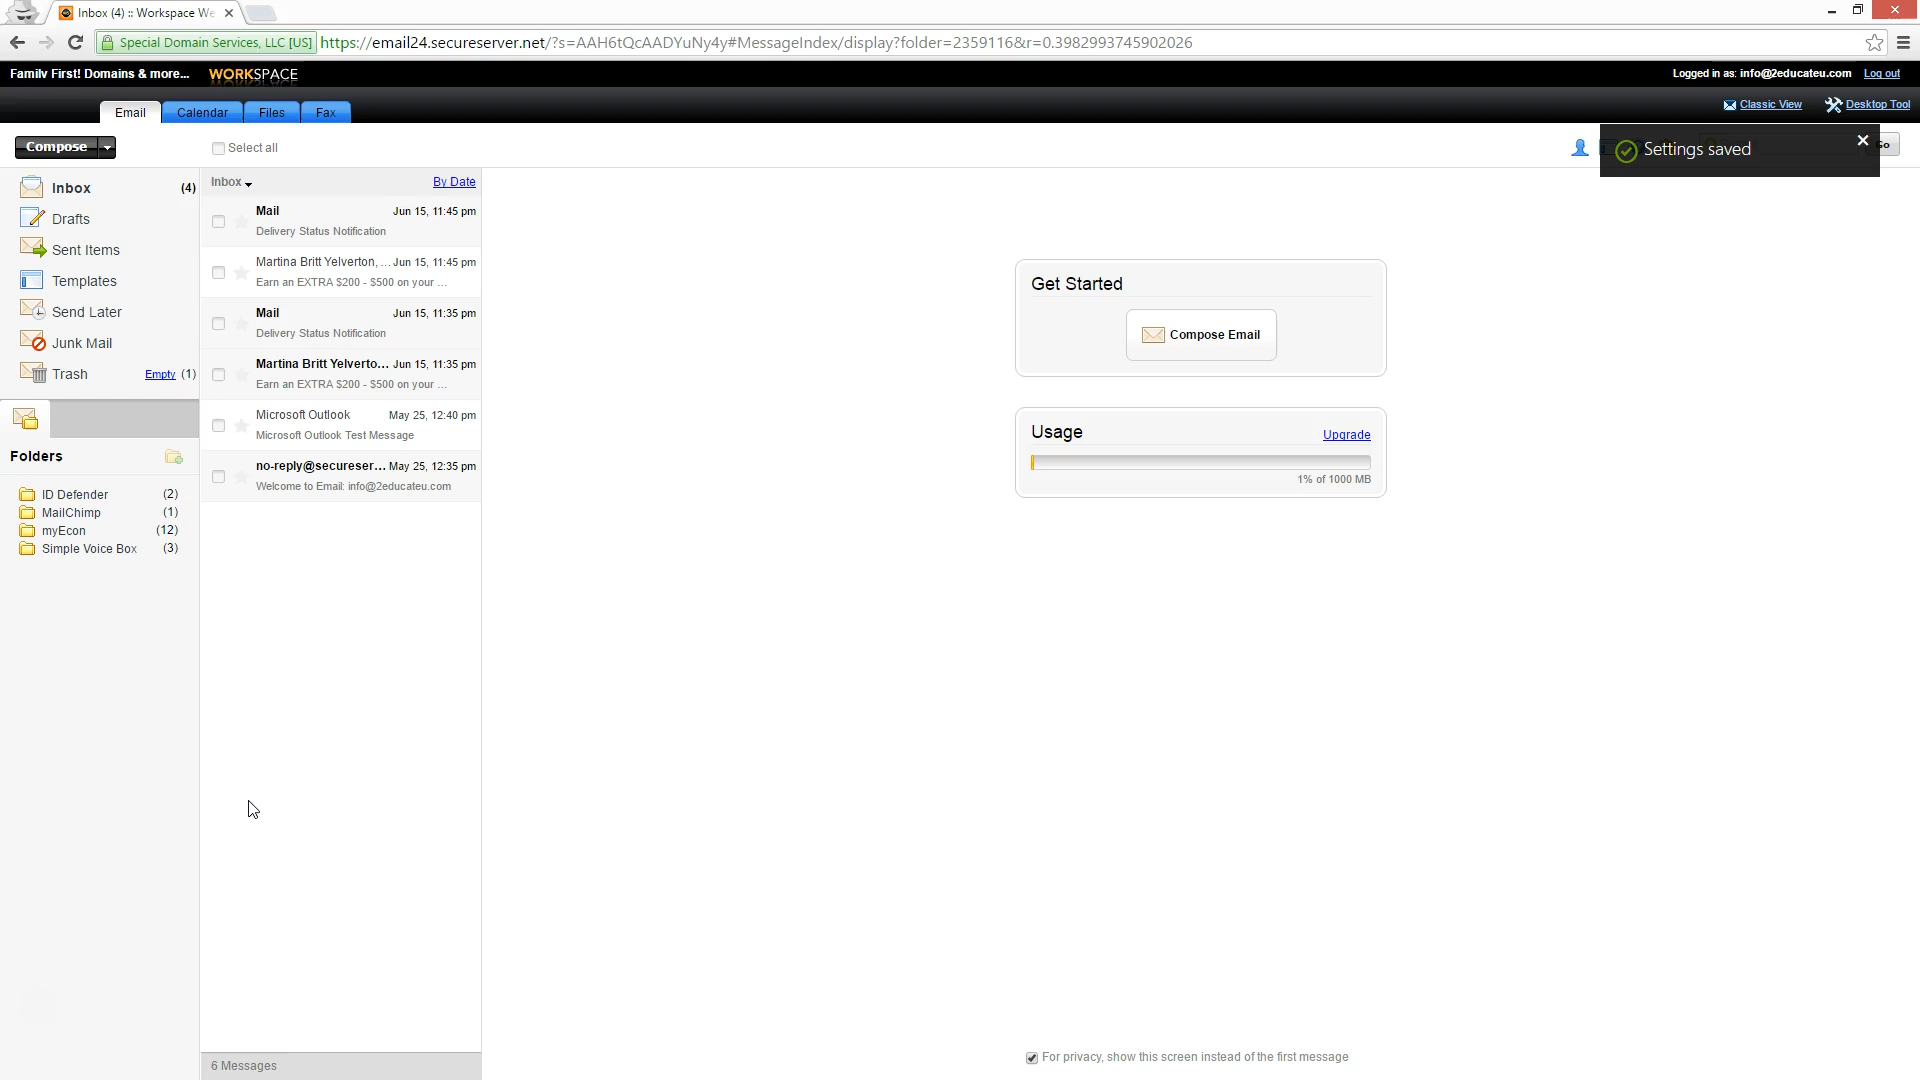 Inbox (4) :: Workspace We
Special Domain Services, LLC [US] https://email24.secureserver.net/?s=AAH6tQcAADYuNy4y#MessageIndex/display?folder=2359116&r=0.3982993745902026
Family First! Domains & more... WORKSPACE
Logged in as: info@2educateu.com Log out
Email Calendar Files Fax
Classic View Desktop Tool
Compose
Select all
Settings saved
Inbox (4)
Drafts
Sent Items
Templates
Send Later
Junk Mail
Trash Empty (1)
Folders
ID Defender (2)
MailChimp (1)
myEcon (12)
Simple Voice Box (3)
Inbox By Date
Mail Jun 15, 11:45 pm
Delivery Status Notification
Martina Britt Yelverton, ... Jun 15, 11:45 pm
Earn an EXTRA $200 - $500 on your ...
Mail Jun 15, 11:35 pm
Delivery Status Notification
Martina Britt Yelverto... Jun 15, 11:35 pm
Earn an EXTRA $200 - $500 on your ...
Microsoft Outlook May 25, 12:40 pm
Microsoft Outlook Test Message
no-reply@secureser... May 25, 12:35 pm
Welcome to Email: info@2educateu.com
6 Messages
Get Started
Compose Email
Usage Upgrade
1% of 1000 MB
For privacy, show this screen instead of the first message